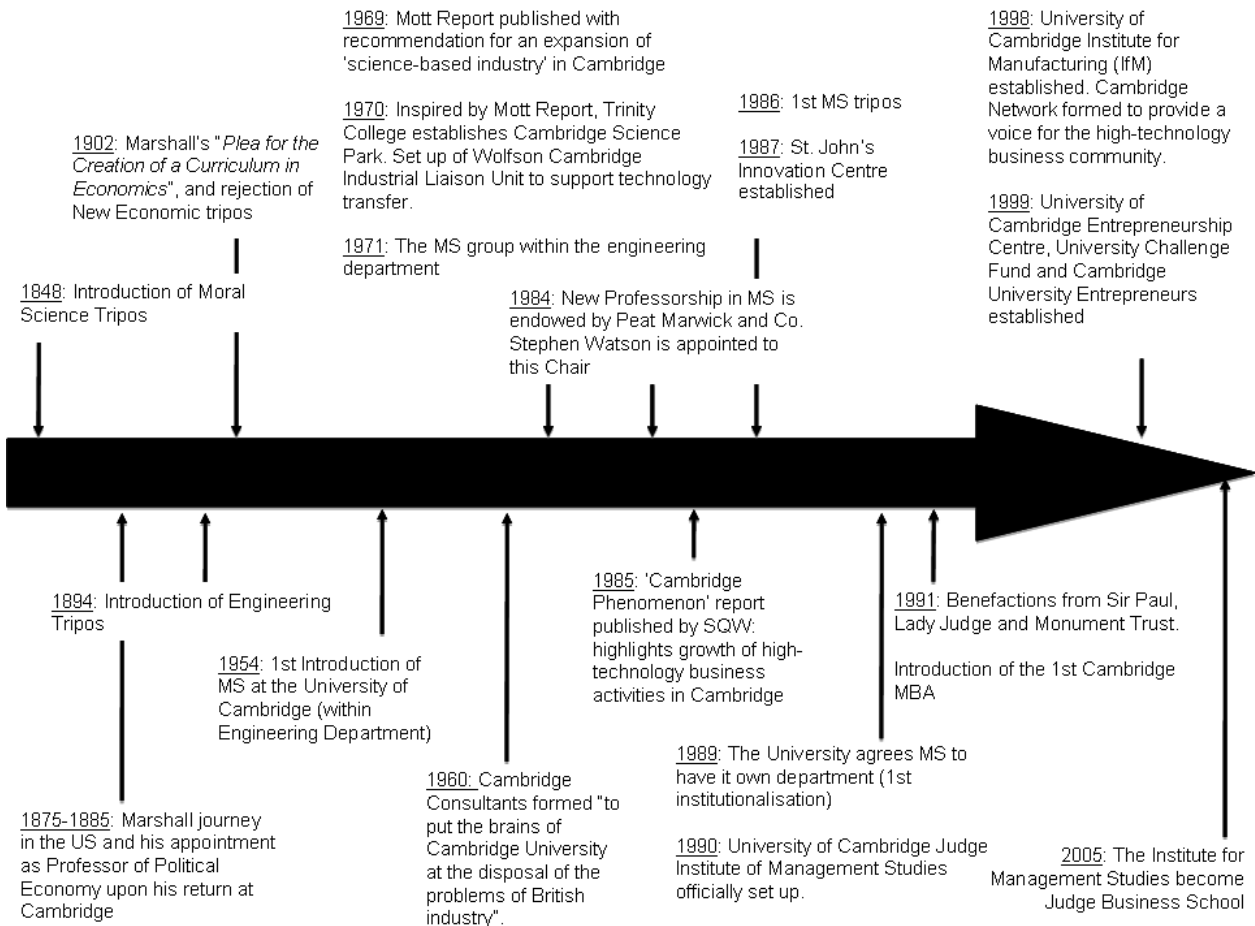 1848: Introduction of Moral
Science Tripos
1902: Marshall's "Plea for the
Creation of a Curriculum in
Economics", and rejection of
New Economic tripos
1969: Mott Report published with
recommendation for an expansion of
'science-based industry' in Cambridge
1970: Inspired by Mott Report, Trinity
College establishes Cambridge Science
Park. Set up of Wolfson Cambridge
Industrial Liaison Unit to support technology
transfer.
1971: The MS group within the engineering
department
1984: New Professorship in MS is
endowed by Peat Marwick and Co.
Stephen Watson is appointed to
this Chair
1986: 1st MS tripos
1987: St. John's
Innovation Centre
established
1998: University of
Cambridge Institute for
Manufacturing (IfM)
established. Cambridge
Network formed to provide a
voice for the high-technology
business community.
1999: University of
Cambridge Entrepreneurship
Centre, University Challenge
Fund and Cambridge
University Entrepreneurs
established
1894: Introduction of Engineering
Tripos
1875-1885: Marshall journey
in the US and his appointment
as Professor of Political
Economy upon his return at
Cambridge
1954: 1st Introduction of
MS at the University of
Cambridge (within
Engineering Department)
1960: Cambridge
Consultants formed "to
put the brains of
Cambridge University
at the disposal of the
problems of British
industry".
1985: 'Cambridge
Phenomenon' report
published by SQW:
highlights growth of high-
technology business
activities in Cambridge
1989: The University agrees MS to
have it own department (1st
institutionalisation)
1990: University of Cambridge Judge
Institute of Management Studies
officially set up.
1991: Benefactions from Sir Paul,
Lady Judge and Monument Trust.
Introduction of the 1st Cambridge
MBA
2005: The Institute for
Management Studies become
Judge Business School